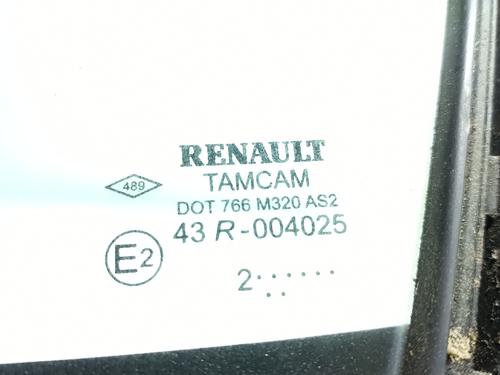 RENAULT
489
TAMCAM
DOT 766 M320 AS2
E2
43 R-004025
2......
..